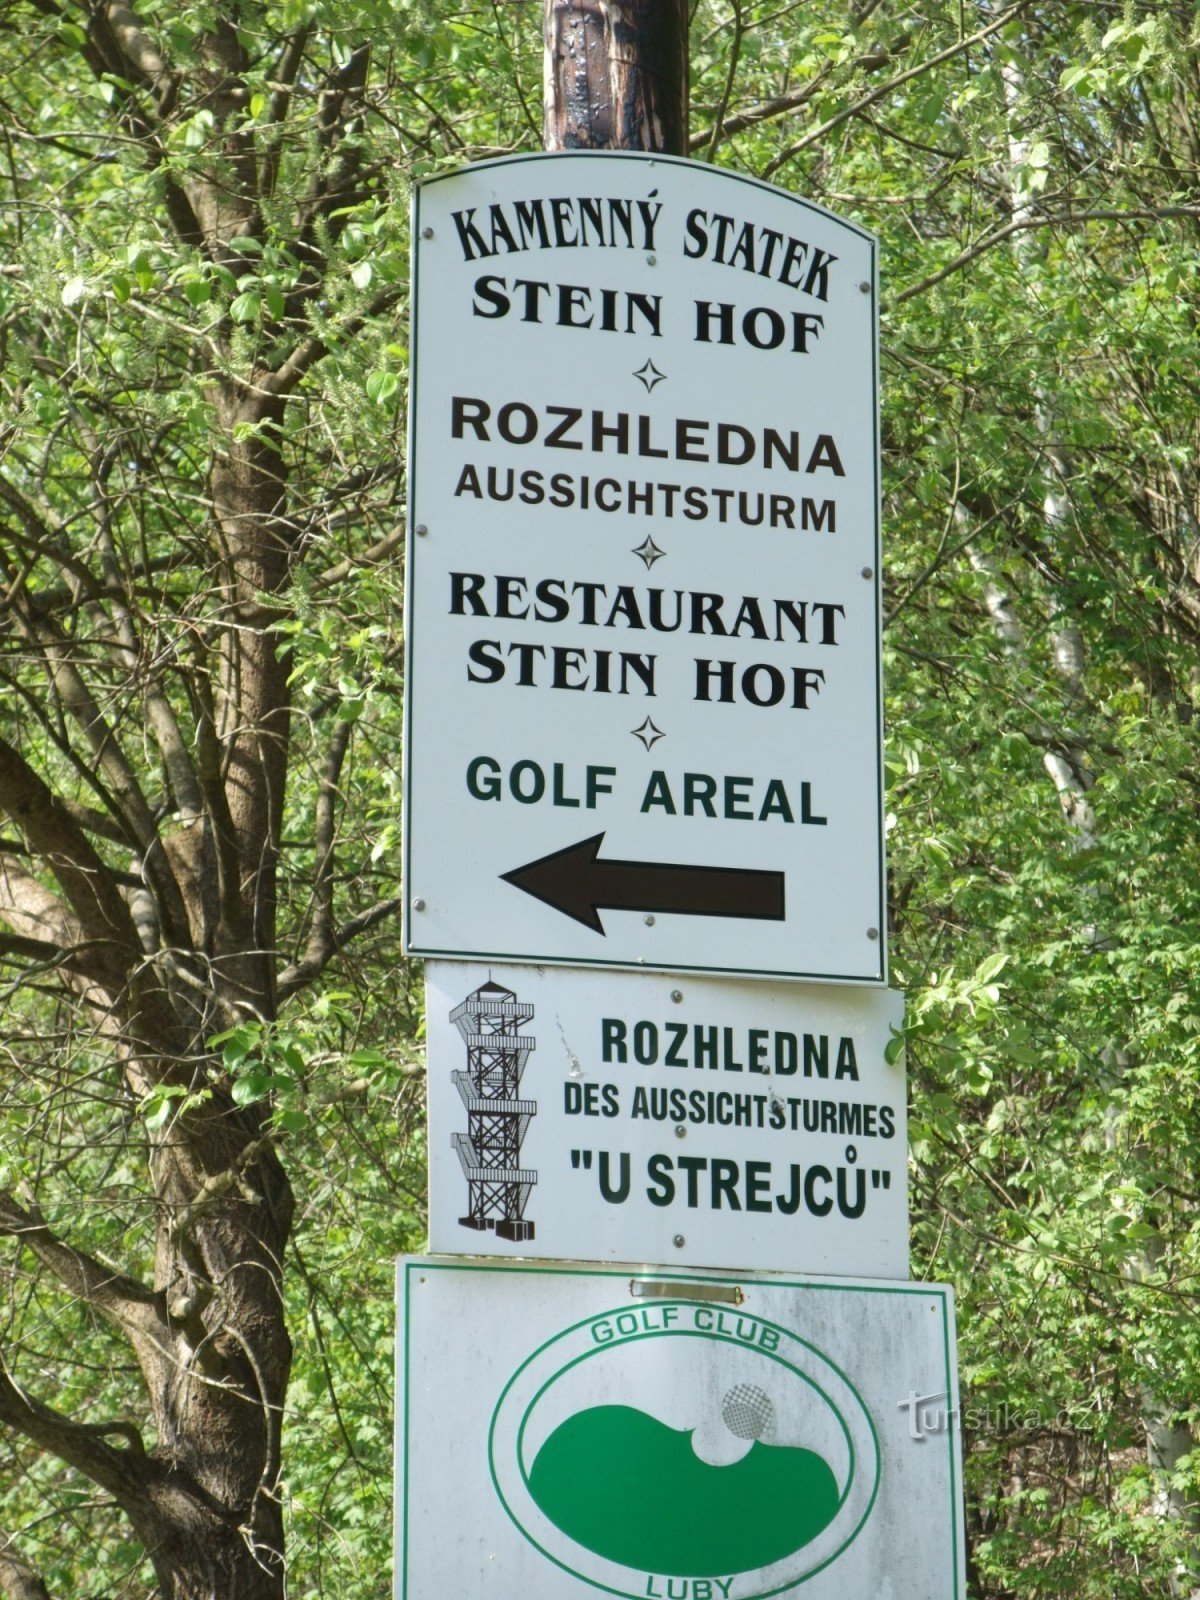 KAMENNÝ STATEK
STEIN HOF
ROZHLEDNA
AUSSICHTSTURM
RESTAURANT
STEIN HOF
GOLF AREAL
ROZHLEDNA
DES AUSSICHTSTURMES
"U STREJCŮ"
GOLF CLUB
LUBY
Turistika.cz